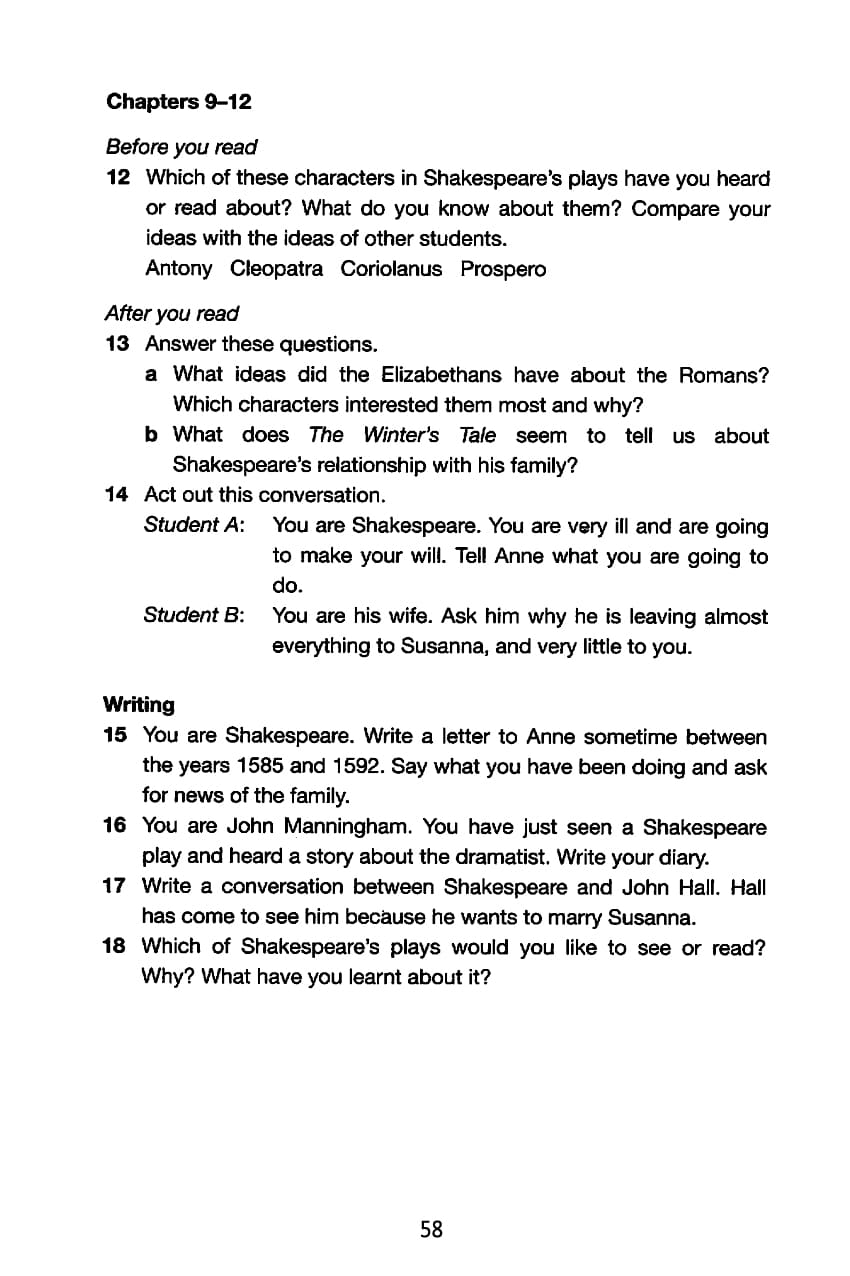 Chapters 9–12
Before you read
12 Which of these characters in Shakespeare's plays have you heard
or read about? What do you know about them? Compare your
ideas with the ideas of other students.
Antony Cleopatra Coriolanus Prospero
After you read
13 Answer these questions.
a What ideas did the Elizabethans have about the Romans?
Which characters interested them most and why?
b What does The Winter's Tale seem to tell us about
Shakespeare's relationship with his family?
14 Act out this conversation.
Student A: You are Shakespeare. You are very ill and are going
to make your will. Tell Anne what you are going to
do.
Student B: You are his wife. Ask him why he is leaving almost
everything to Susanna, and very little to you.
Writing
15 You are Shakespeare. Write a letter to Anne sometime between
the years 1585 and 1592. Say what you have been doing and ask
for news of the family.
16 You are John Manningham. You have just seen a Shakespeare
play and heard a story about the dramatist. Write your diary.
17 Write a conversation between Shakespeare and John Hall. Hall
has come to see him because he wants to marry Susanna.
18 Which of Shakespeare's plays would you like to see or read?
Why? What have you learnt about it?
58